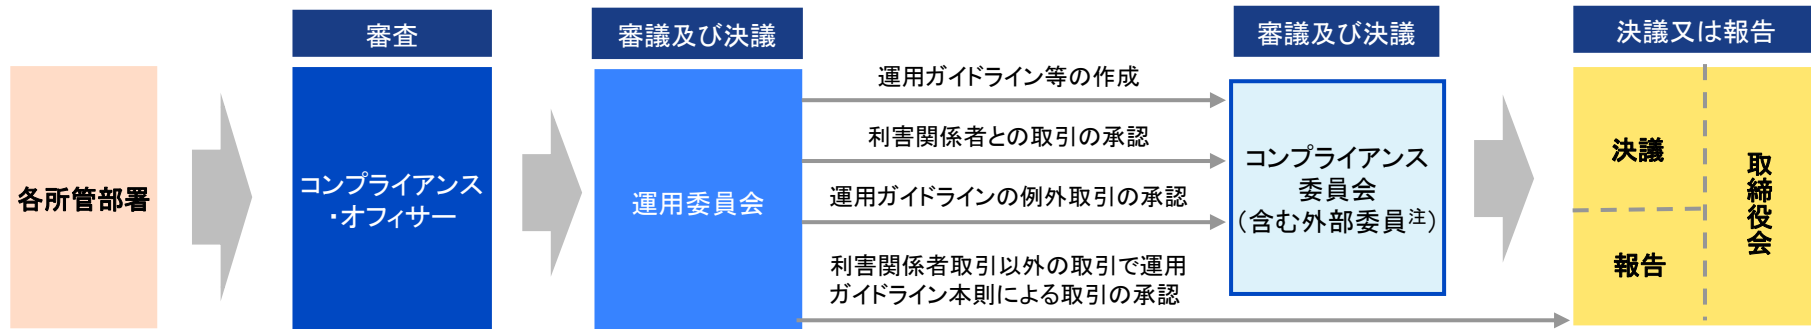 審査
審議及び決議
審議及び決議
決議又は報告
各所管部署
コンプライアンス
・オフィサー
運用委員会
運用ガイドライン等の作成
利害関係者との取引の承認
運用ガイドラインの例外取引の承認
利害関係者取引以外の取引で運用
ガイドライン本則による取引の承認
コンプライアンス
委員会
（含む外部委員注）
決議
報告
取締役会